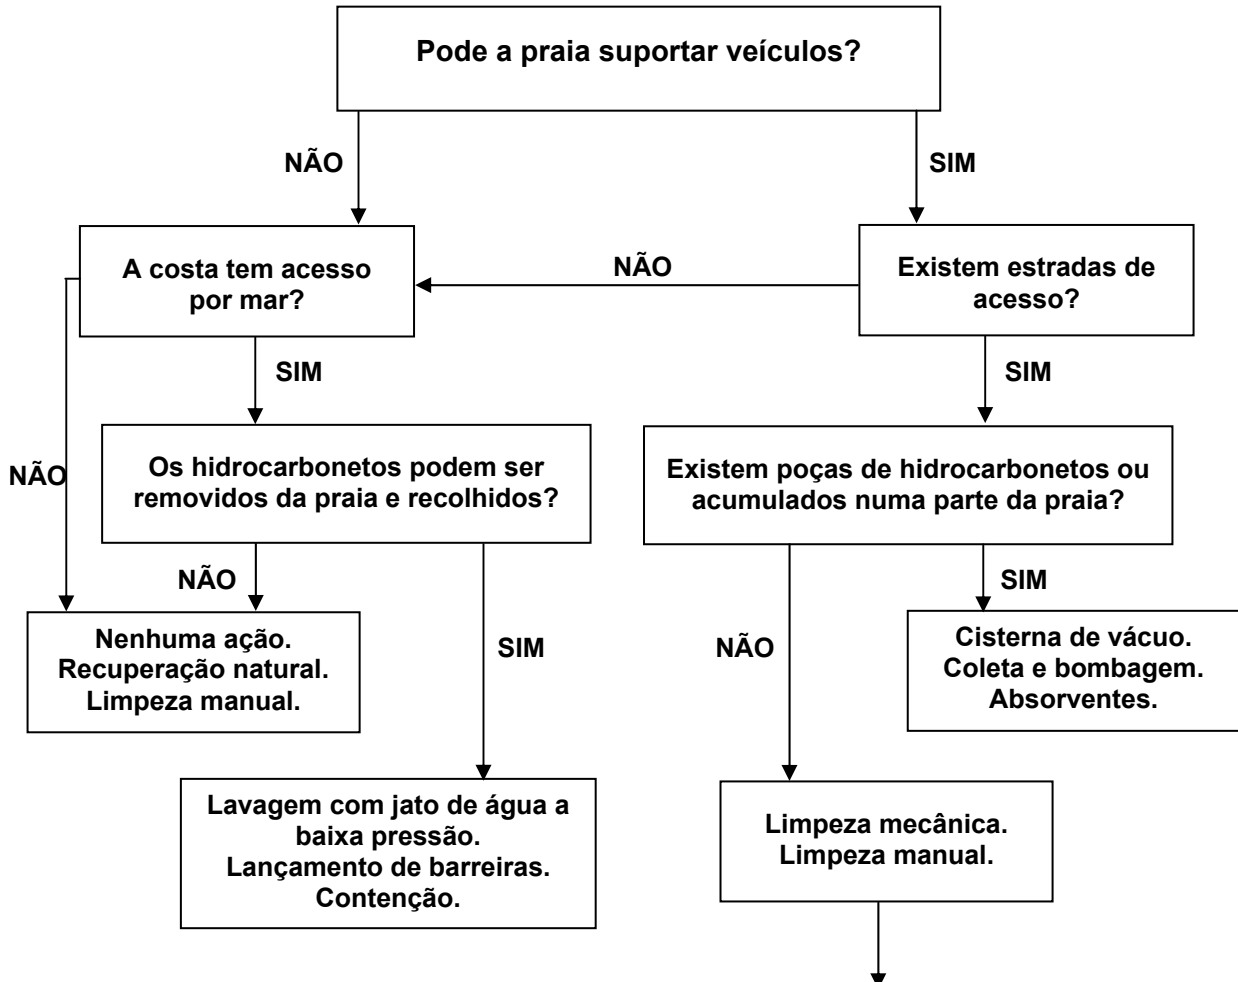 Pode a praia suportar veículos?
NÃO
SIM
A costa tem acesso
por mar?
NÃO
Existem estradas de
acesso?
SIM
SIM
NÃO
Os hidrocarbonetos podem ser
removidos da praia e recolhidos?
Existem poças de hidrocarbonetos ou
acumulados numa parte da praia?
NÃO
SIM
NÃO
SIM
Nenhuma ação.
Recuperação natural.
Limpeza manual.
Cisterna de vácuo.
Coleta e bombagem.
Absorventes.
Lavagem com jato de água a
baixa pressão.
Lançamento de barreiras.
Contenção.
Limpeza mecânica.
Limpeza manual.